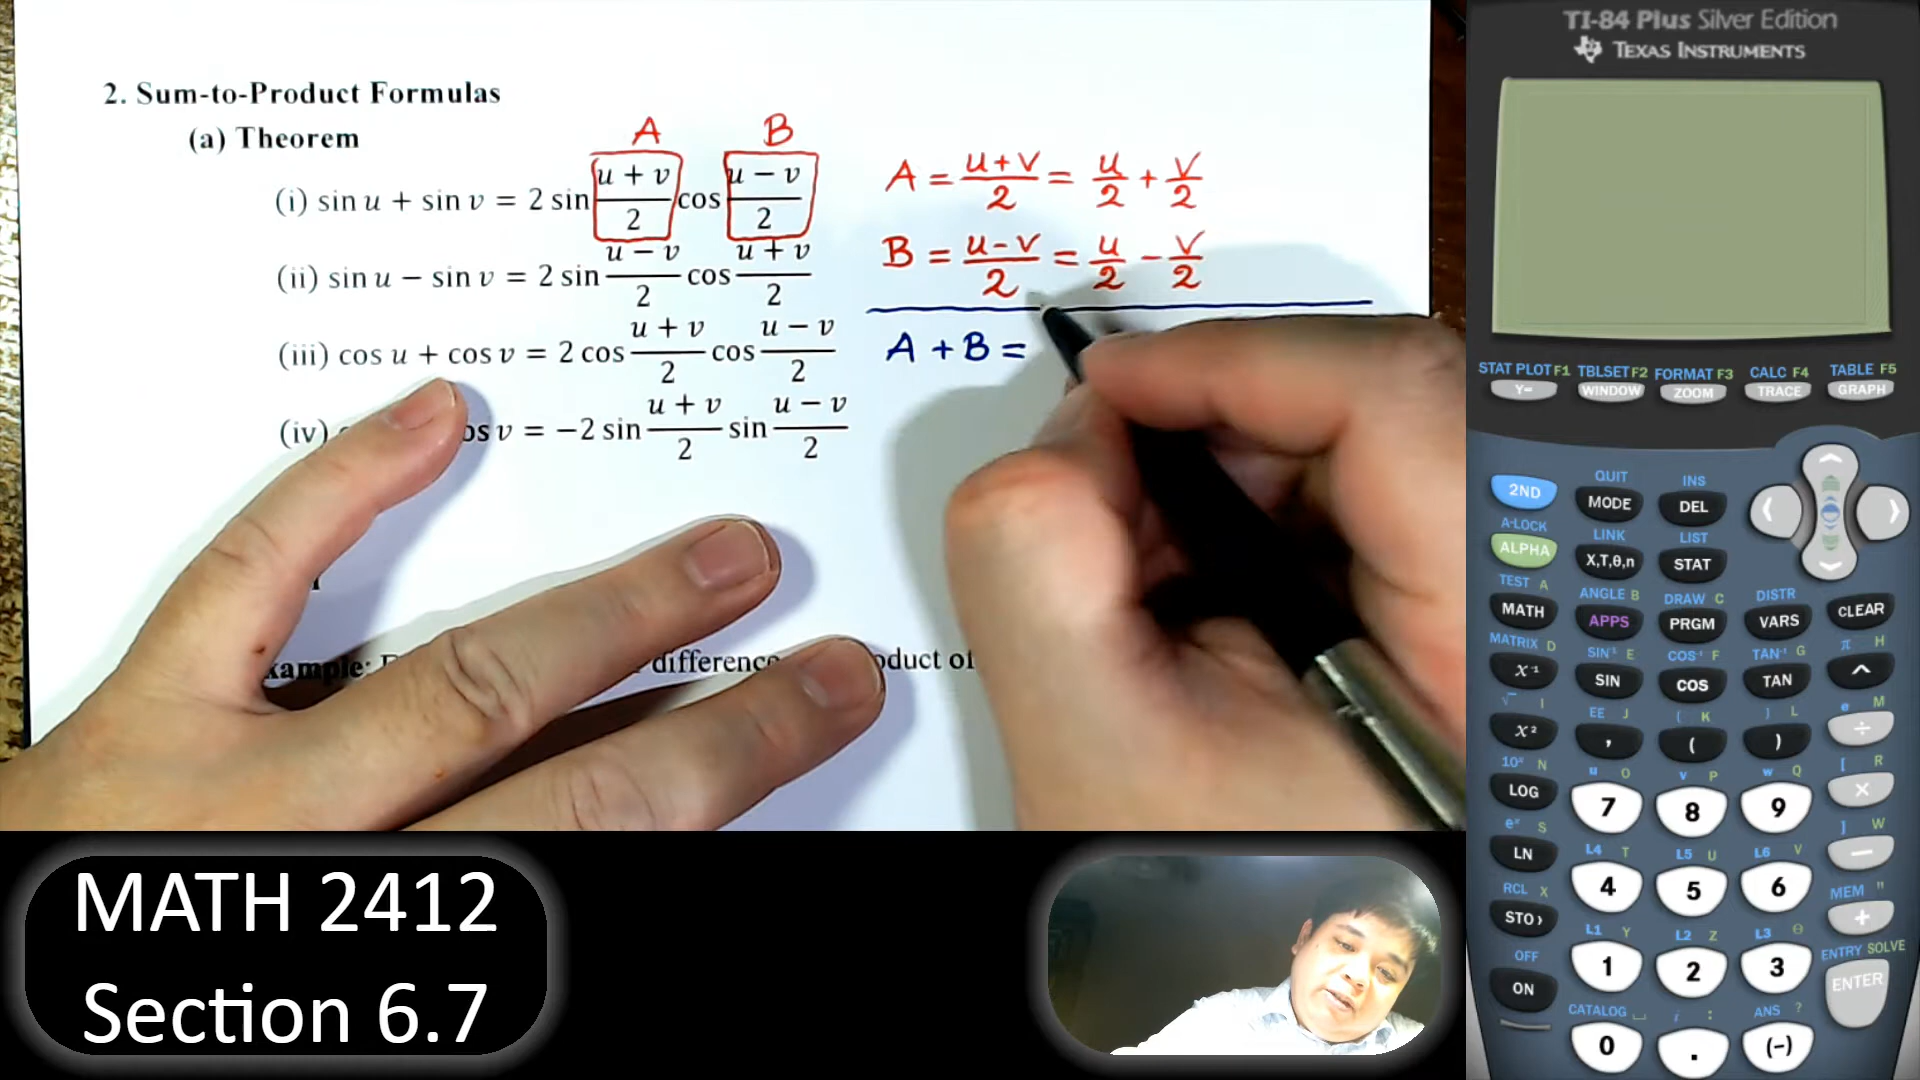 2. Sum-to-Product Formulas
(a) Theorem
A B
(i) sin u + sin v = 2 sin (u + v)/2 cos (u − v)/2
(ii) sin u − sin v = 2 sin (u − v)/2 cos (u + v)/2
(iii) cos u + cos v = 2 cos (u + v)/2 cos (u − v)/2
(iv) v = −2 sin (u + v)/2 sin (u − v)/2
A = (u+v)/2 = u/2 + v/2
B = (u-v)/2 = u/2 - v/2
A + B =
difference oduct of
MATH 2412
Section 6.7
TI-84 Plus Silver Edition
TEXAS INSTRUMENTS
STAT PLOT F1 TBLSET F2 FORMAT F3 CALC F4 TABLE F5
Y= WINDOW ZOOM TRACE GRAPH
QUIT INS
2ND MODE DEL
A-LOCK LINK LIST
ALPHA X,T,θ,n STAT
TEST A ANGLE B DRAW C DISTR
MATH APPS PRGM VARS CLEAR
MATRIX D SIN⁻¹ E COS⁻¹ F TAN⁻¹ G π H
x⁻¹ SIN COS TAN ^
√ I EE J { K } L e M
x² , ( ) ÷
10ˣ N u O v P w Q [ R
LOG 7 8 9 ×
eˣ S L4 T L5 U L6 V ] W
LN 4 5 6 −
RCL X L1 Y L2 Z L3 θ MEM "
STO› 1 2 3 +
OFF CATALOG ⎵ i : ANS ? ENTRY SOLVE
ON 0 . (−) ENTER